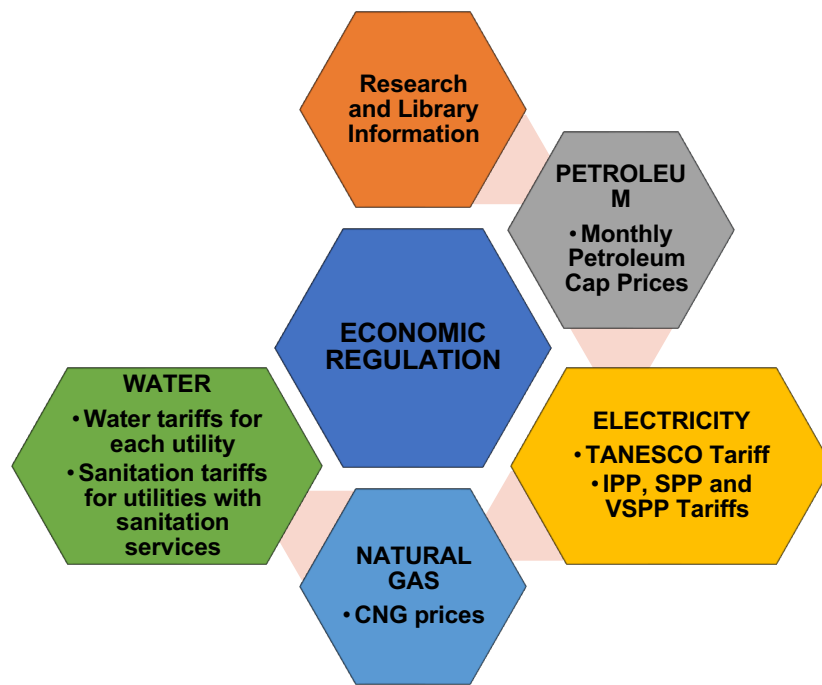 Research
and Library
Information
PETROLEU
M
• Monthly
Petroleum
Cap Prices
ECONOMIC
REGULATION
WATER
• Water tariffs for
each utility
• Sanitation tariffs
for utilities with
sanitation
services
ELECTRICITY
• TANESCO Tariff
• IPP, SPP and
VSPP Tariffs
NATURAL
GAS
• CNG prices